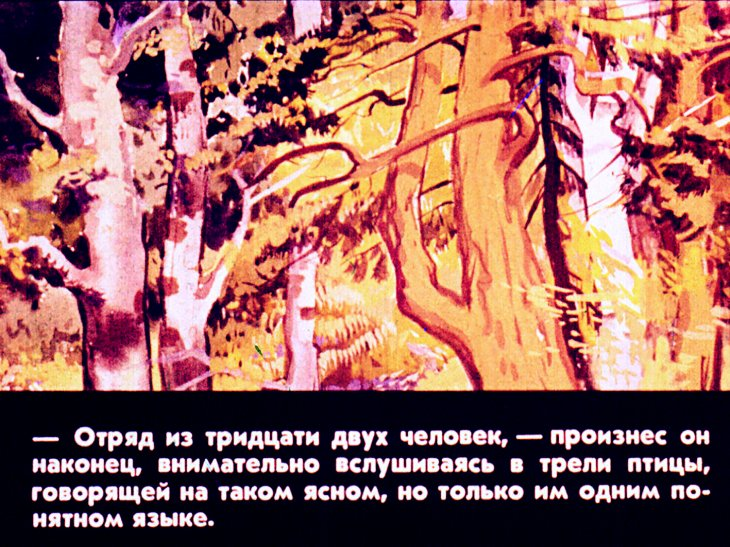 — Отряд из тридцати двух человек, — произнес он
наконец, внимательно вслушиваясь в трели птицы,
говорящей на таком ясном, но только им одним по-
нятном языке.